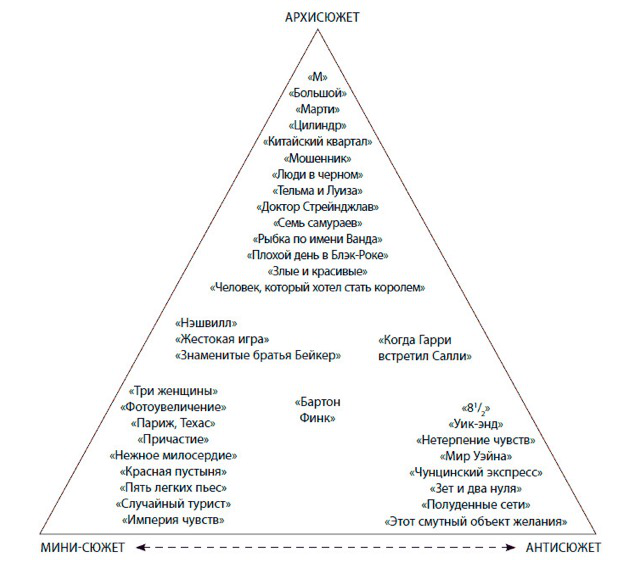 АРХИСЮЖЕТ
«М»
«Большой»
«Марти»
«Цилиндр»
«Китайский квартал»
«Мошенник»
«Люди в черном»
«Тельма и Луиза»
«Доктор Стрейнджлав»
«Семь самураев»
«Рыбка по имени Ванда»
«Плохой день в Блэк-Роке»
«Злые и красивые»
«Человек, который хотел стать королем»
«Нэшвилл»
«Жестокая игра»
«Знаменитые братья Бейкер»
«Когда Гарри
встретил Салли»
«Три женщины»
«Фотоувеличение»
«Париж, Техас»
«Причастие»
«Нежное милосердие»
«Красная пустыня»
«Пять легких пьес»
«Случайный турист»
«Империя чувств»
«Бартон
Финк»
«8¹/₂»
«Уик-энд»
«Нетерпение чувств»
«Мир Уэйна»
«Чунцинский экспресс»
«Зет и два нуля»
«Полуденные сети»
«Этот смутный объект желания»
МИНИ-СЮЖЕТ
АНТИСЮЖЕТ